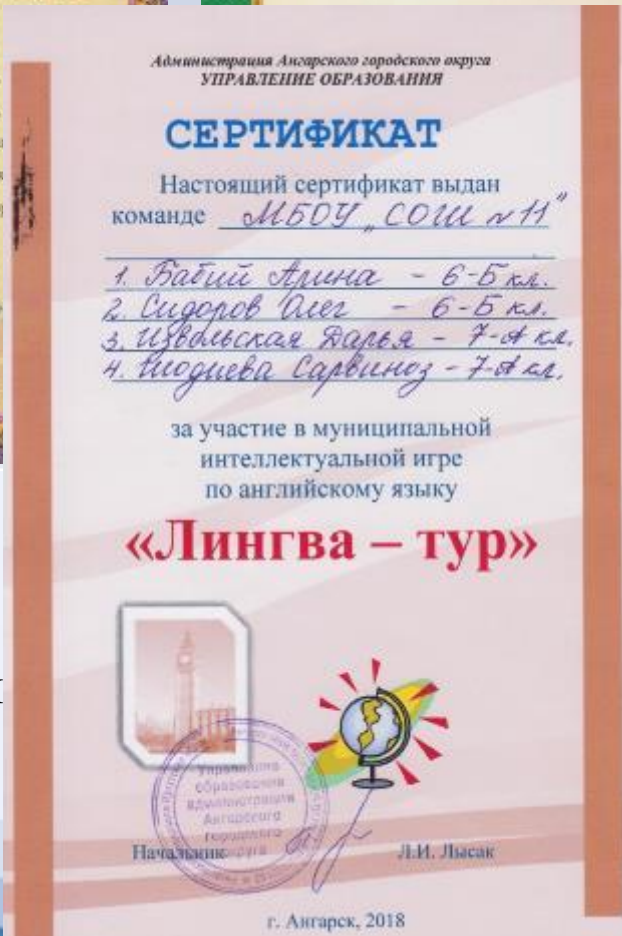 Администрация Ангарского городского округа
УПРАВЛЕНИЕ ОБРАЗОВАНИЯ
СЕРТИФИКАТ
Настоящий сертификат выдан
команде МБОУ „СОШ №11"
1. Бабий Арина - 6-Б кл.
2. Сидоров Олег - 6-Б кл.
3. Извольская Дарья - 7-А кл.
4. Сарвиноз - 7-А кл.
за участие в муниципальной
интеллектуальной игре
по английскому языку
«Лингва – тур»
Управление
образования
администрации
Ангарского
городского
округа
Начальник Л.И. Лысак
г. Ангарск, 2018